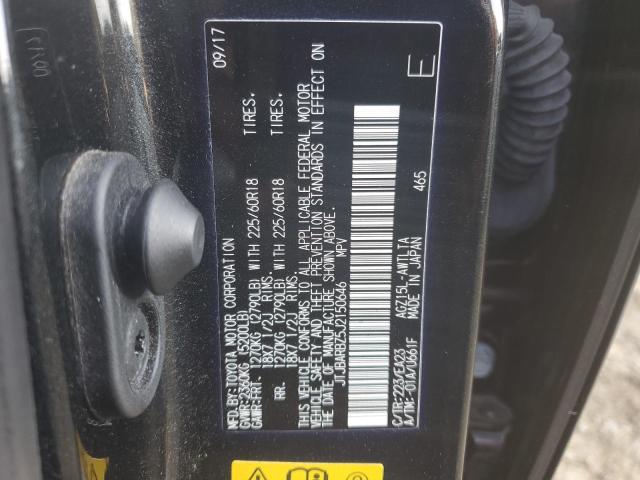 MFD.BY:TOYOTA MOTOR CORPORATION 09/17
GVWR:2360KG (5200LB)
GAWR:FRT. 1270KG (2790LB) WITH 225/60R18 TIRES.
18X7 1/2J RIMS.
RR. 1270KG (2790LB) WITH 225/60R18 TIRES.
18X7 1/2J RIMS.
THIS VEHICLE CONFORMS TO ALL APPLICABLE FEDERAL MOTOR
VEHICLE SAFETY AND THEFT PREVENTION STANDARDS IN EFFECT ON
THE DATE OF MANUFACTURE SHOWN ABOVE.
JTJBARBZ5J2150646 MPV
C/TR:223/EA23 AGZ15L-AWTLTA 465
A/TM:-01A/U661F MADE IN JAPAN
E